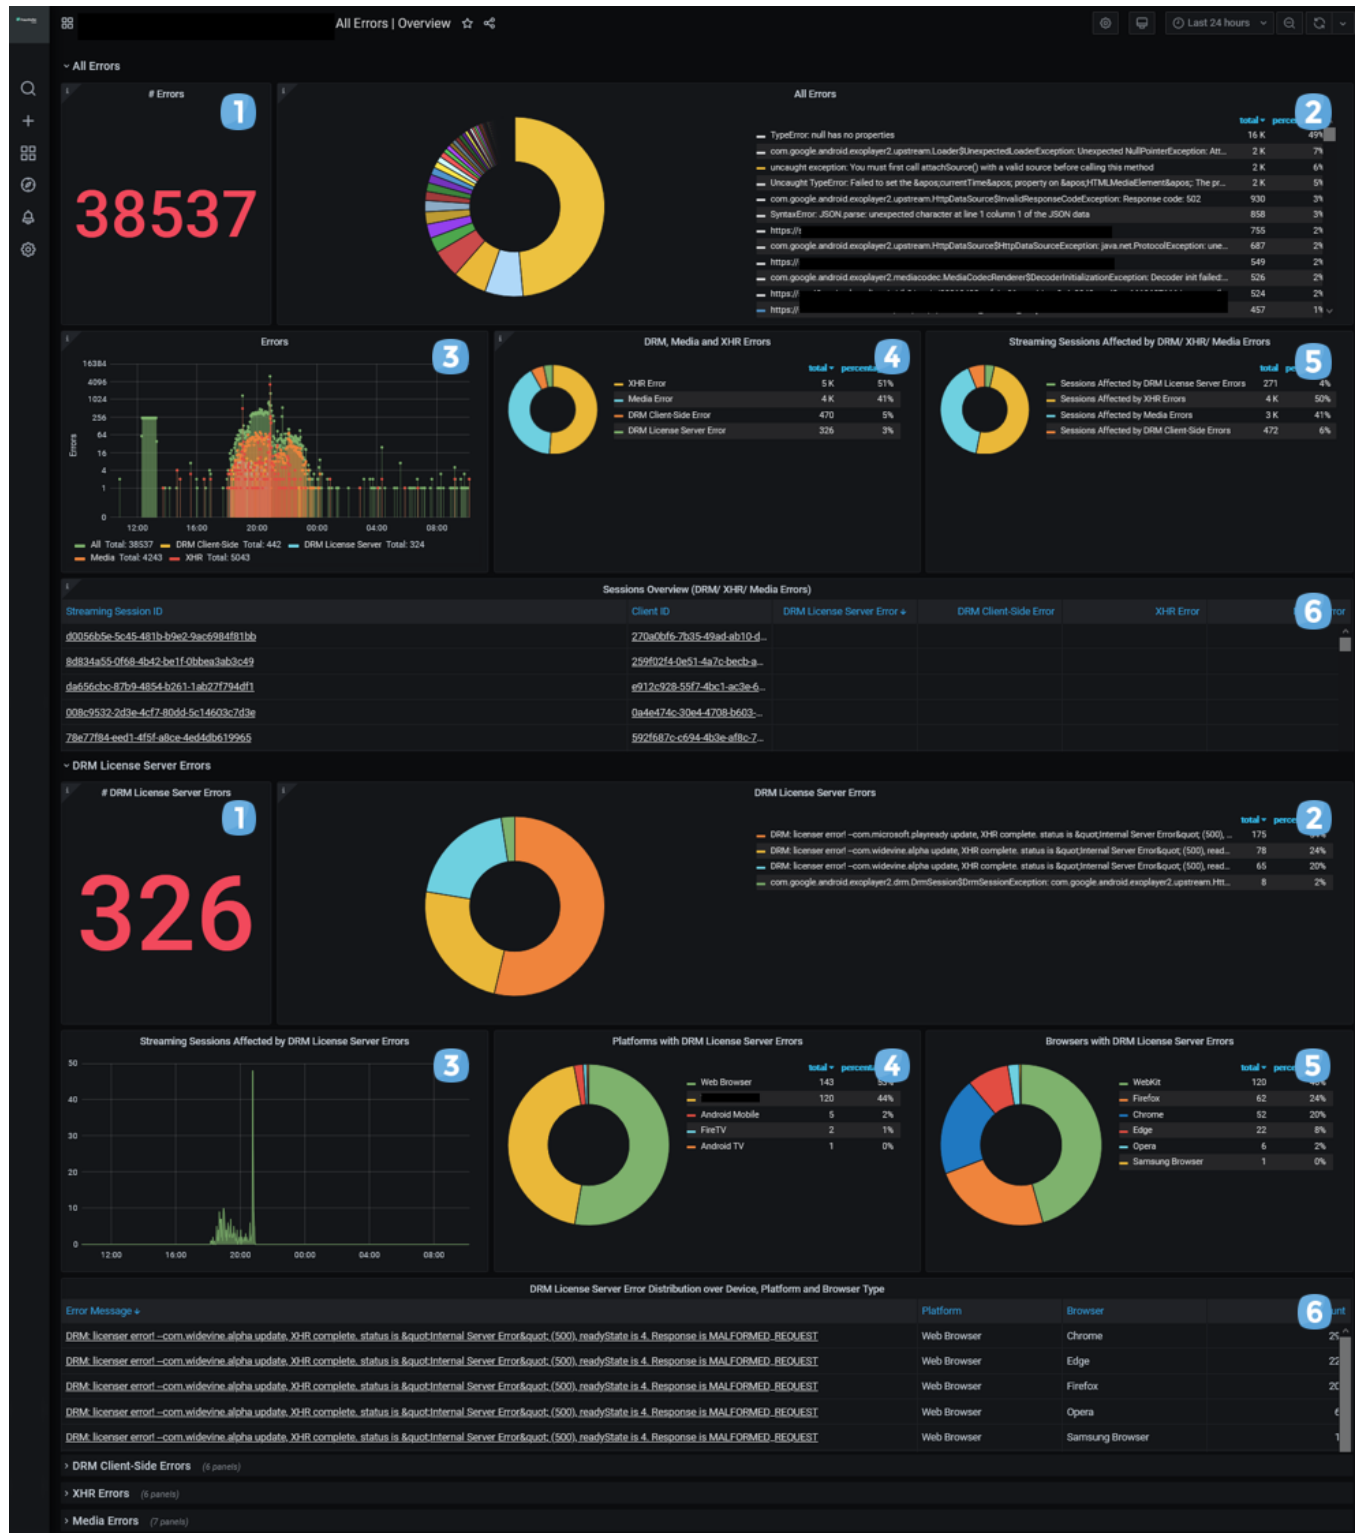 All Errors | Overview
Last 24 hours
All Errors
# Errors
1
38537
All Errors
2
total
TypeError: null has no properties 16 K 49%
com.google.android.exoplayer2.upstream.Loader$UnexpectedLoaderException: Unexpected NullPointerException: Att... 2 K 7%
uncaught exception: You must first call attachSource() with a valid source before calling this method 2 K 6%
Uncaught TypeError: Failed to set the &apos;currentTime&apos; property on &apos;HTMLMediaElement&apos;: The pr... 2 K 5%
com.google.android.exoplayer2.upstream.HttpDataSource$InvalidResponseCodeException: Response code: 502 930 3%
SyntaxError: JSON.parse: unexpected character at line 1 column 1 of the JSON data 858 3%
https:// 755 2%
com.google.android.exoplayer2.upstream.HttpDataSource$HttpDataSourceException: java.net.ProtocolException: une... 687 2%
https:// 549 2%
com.google.android.exoplayer2.mediacodec.MediaCodecRenderer$DecoderInitializationException: Decoder init failed:... 526 2%
https:// 524 2%
https:// 457 1%
Errors
3
16384
4096
1024
256
64
16
4
1
0
Errors
12:00 16:00 20:00 00:00 04:00 08:00
All Total: 38537 DRM Client-Side Total: 442 DRM License Server Total: 324
Media Total: 4243 XHR Total: 5043
DRM, Media and XHR Errors
4
total
XHR Error 5 K 51%
Media Error 4 K 41%
DRM Client-Side Error 470 5%
DRM License Server Error 326 3%
Streaming Sessions Affected by DRM/ XHR/ Media Errors
5
total
Sessions Affected by DRM License Server Errors 271 4%
Sessions Affected by XHR Errors 4 K 50%
Sessions Affected by Media Errors 3 K 41%
Sessions Affected by DRM Client-Side Errors 472 6%
Sessions Overview (DRM/ XHR/ Media Errors)
Streaming Session ID Client ID DRM License Server Error DRM Client-Side Error XHR Error
6
d0056b5e-5c45-481b-b9e2-9ac6984f81bb 270a0bf6-7b35-49ad-ab10-d...
8d834a55-0f68-4b42-be1f-0bbea3ab3c49 259f02f4-0e51-4a7c-becb-a...
da656cbc-87b9-4854-b261-1ab27f794df1 e912c928-55f7-4bc1-ac3e-6...
008c9532-2d3e-4cf7-80dd-5c14603c7d3e 0a4e474c-30e4-4708-b603-...
78e77f84-eed1-4f5f-a8ce-4ed4db619965 592f687c-c694-4b3e-af8c-7...
DRM License Server Errors
# DRM License Server Errors
1
326
DRM License Server Errors
2
total
DRM: licenser error! --com.microsoft.playready update, XHR complete. status is &quot;Internal Server Error&quot; (500), ... 175
DRM: licenser error! --com.widevine.alpha update, XHR complete. status is &quot;Internal Server Error&quot; (500), read... 78 24%
DRM: licenser error! --com.widevine.alpha update, XHR complete. status is &quot;Internal Server Error&quot; (500), read... 65 20%
com.google.android.exoplayer2.drm.DrmSession$DrmSessionException: com.google.android.exoplayer2.upstream.Htt... 8 2%
Streaming Sessions Affected by DRM License Server Errors
3
50
40
30
20
10
0
12:00 16:00 20:00 00:00 04:00 08:00
Platforms with DRM License Server Errors
4
total
Web Browser 143 53%
120 44%
Android Mobile 5 2%
FireTV 2 1%
Android TV 1 0%
Browsers with DRM License Server Errors
5
total
WebKit 120
Firefox 62 24%
Chrome 52 20%
Edge 22 8%
Opera 6 2%
Samsung Browser 1 0%
DRM License Server Error Distribution over Device, Platform and Browser Type
Error Message Platform Browser
6
DRM: licenser error! --com.widevine.alpha update, XHR complete. status is &quot;Internal Server Error&quot; (500), readyState is 4. Response is MALFORMED_REQUEST Web Browser Chrome
DRM: licenser error! --com.widevine.alpha update, XHR complete. status is &quot;Internal Server Error&quot; (500), readyState is 4. Response is MALFORMED_REQUEST Web Browser Edge 22
DRM: licenser error! --com.widevine.alpha update, XHR complete. status is &quot;Internal Server Error&quot; (500), readyState is 4. Response is MALFORMED_REQUEST Web Browser Firefox
DRM: licenser error! --com.widevine.alpha update, XHR complete. status is &quot;Internal Server Error&quot; (500), readyState is 4. Response is MALFORMED_REQUEST Web Browser Opera
DRM: licenser error! --com.widevine.alpha update, XHR complete. status is &quot;Internal Server Error&quot; (500), readyState is 4. Response is MALFORMED_REQUEST Web Browser Samsung Browser 1
DRM Client-Side Errors (6 panels)
XHR Errors (6 panels)
Media Errors (7 panels)